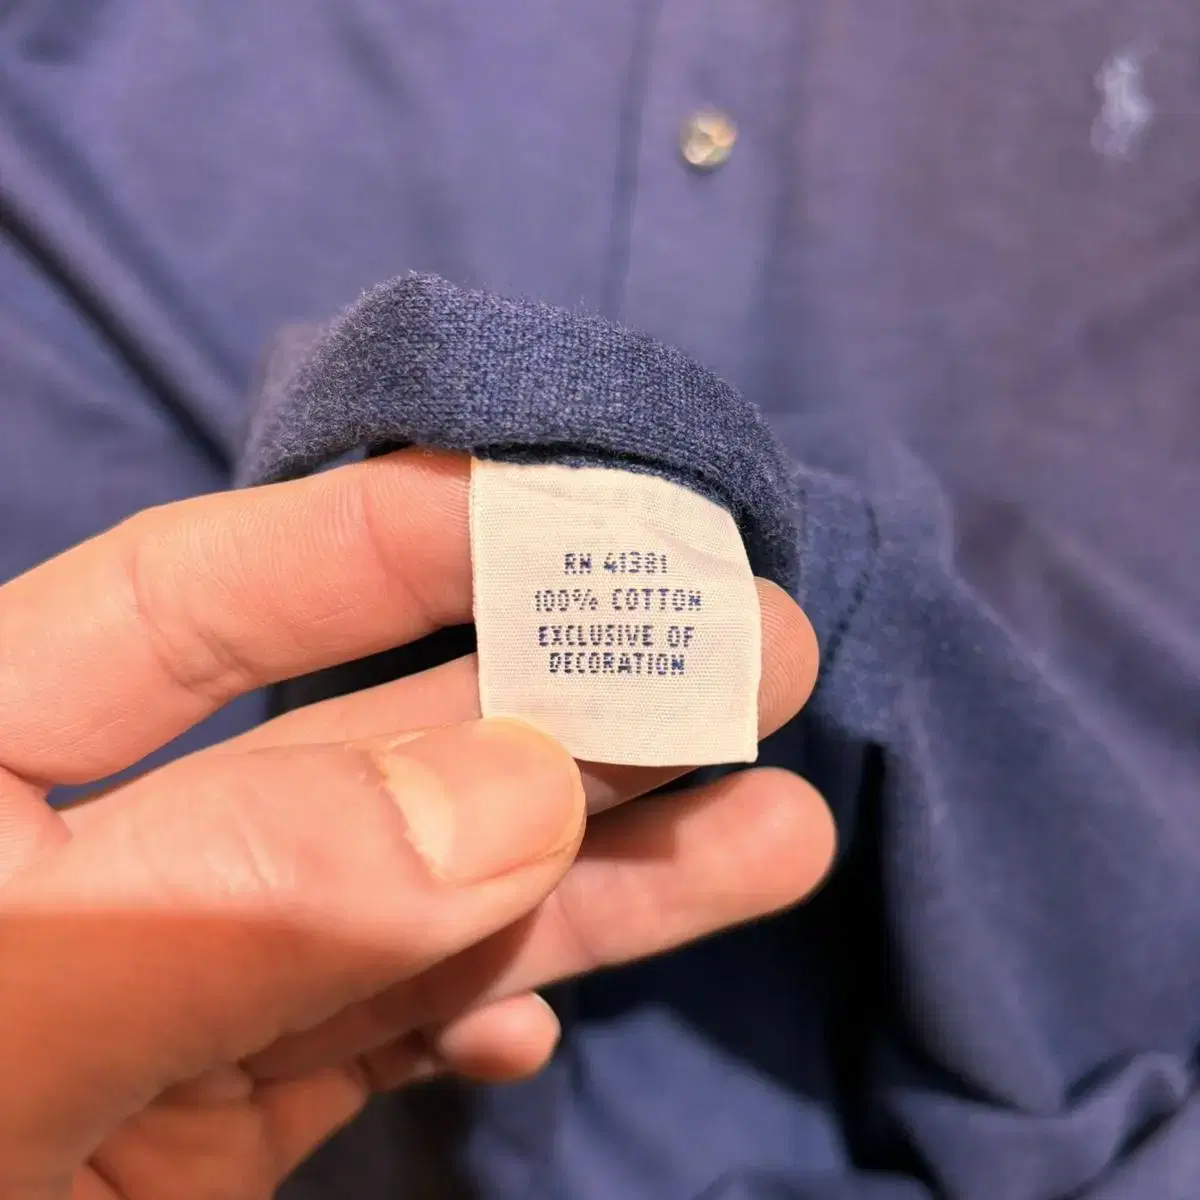 RN 41381
100% COTTON
EXCLUSIVE OF
DECORATION